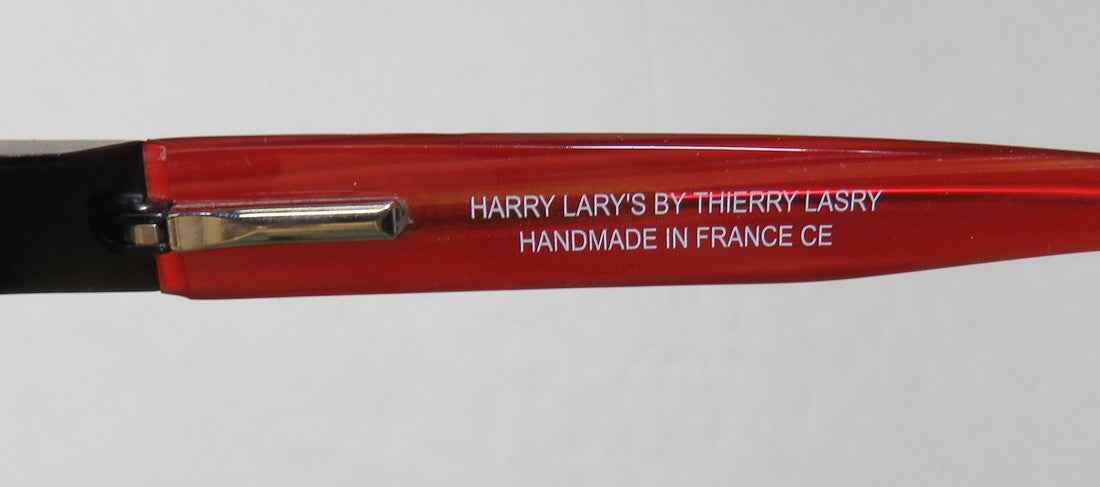 HARRY LARY'S BY THIERRY LASRY
HANDMADE IN FRANCE CE